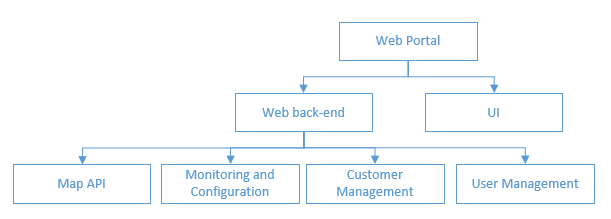 Web Portal
Web back-end
UI
Map API
Monitoring and
Configuration
Customer
Management
User Management